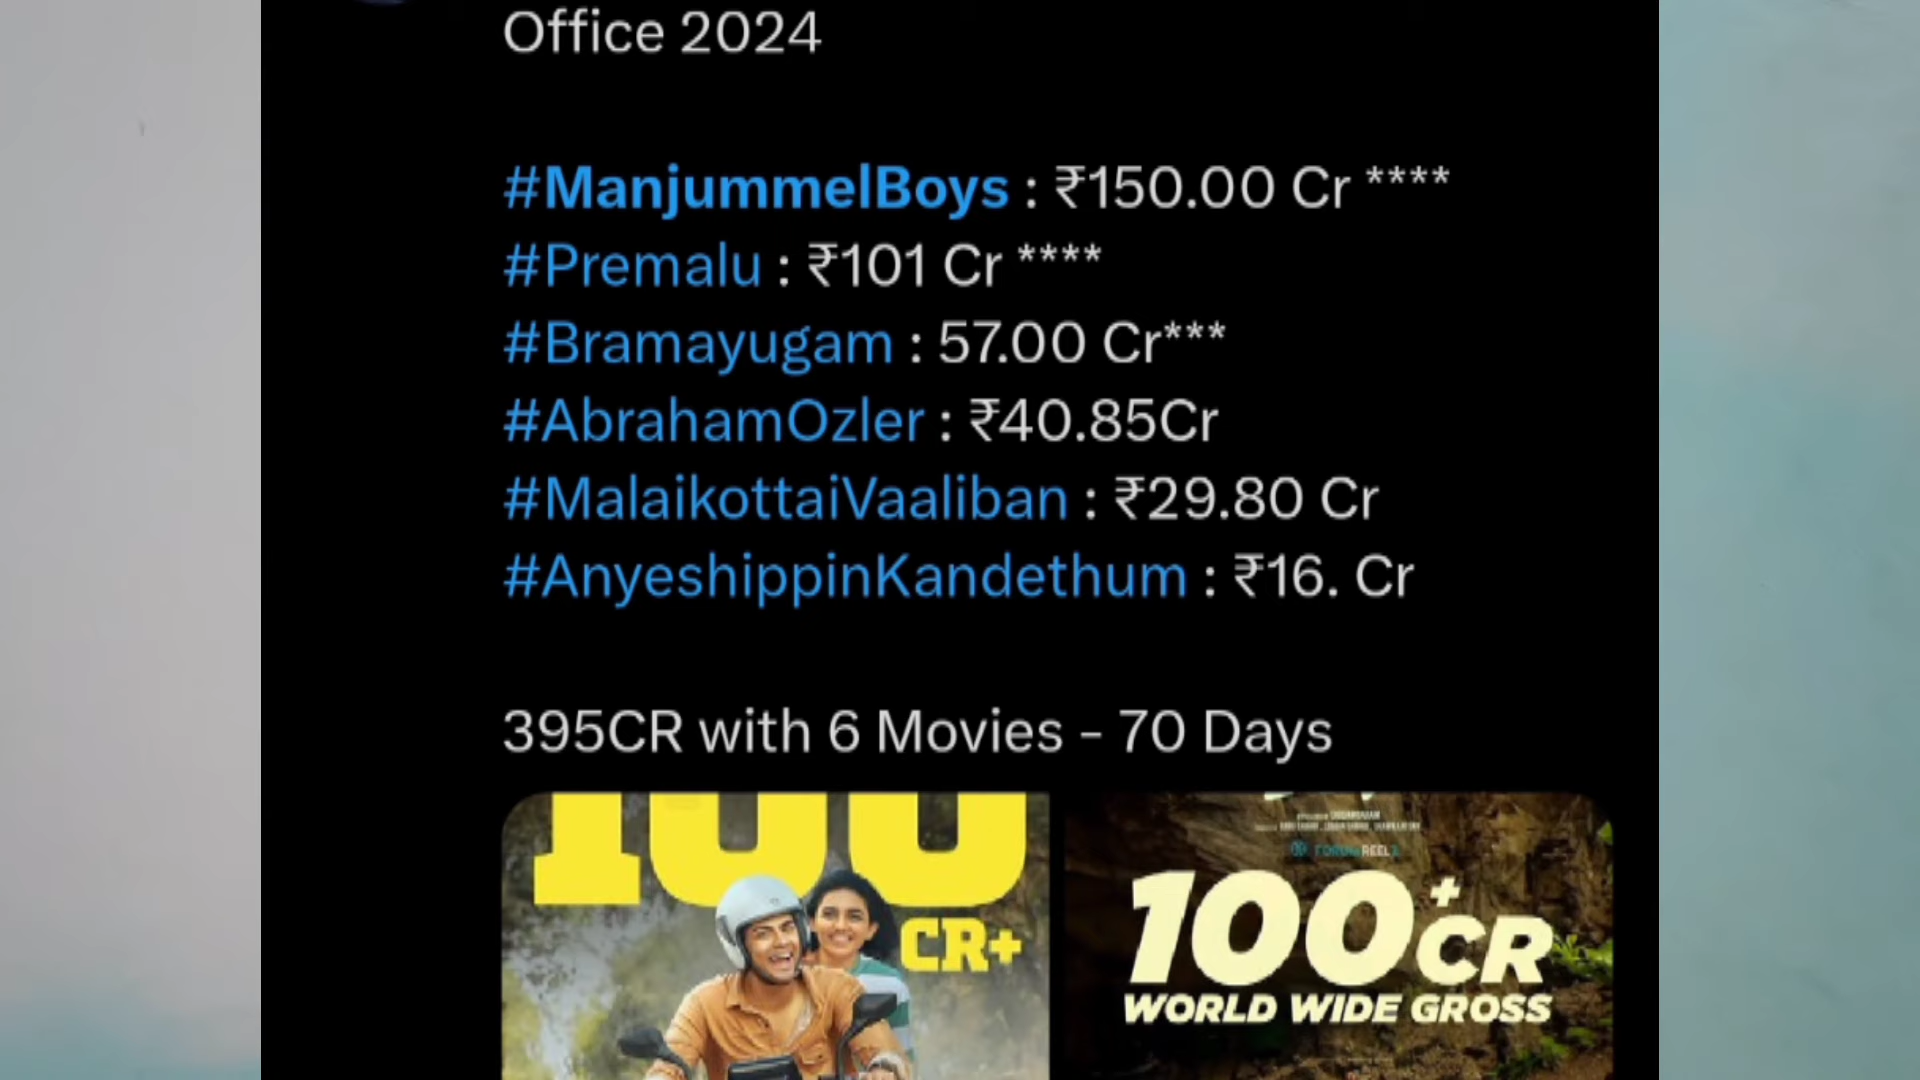 Office 2024
#ManjummelBoys : ₹150.00 Cr ****
#Premalu : ₹101 Cr ****
#Bramayugam : 57.00 Cr***
#AbrahamOzler : ₹40.85Cr
#MalaikottaiVaaliban : ₹29.80 Cr
#AnyeshippinKandethum : ₹16. Cr
395CR with 6 Movies - 70 Days
100
CR+
100+CR
WORLD WIDE GROSS